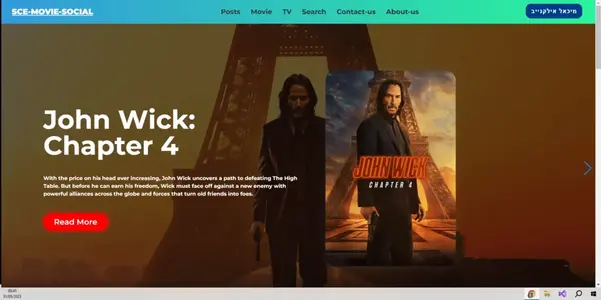 SCE-MOVIE-SOCIAL
Posts Movie TV Search Contact-us About-us
מיכאל אילקנייב
John Wick:
Chapter 4
With the price on his head ever increasing, John Wick uncovers a path to defeating The High
Table. But before he can earn his freedom, Wick must face off against a new enemy with
powerful alliances across the globe and forces that turn old friends into foes.
Read More
JOHN WICK
CHAPTER 4